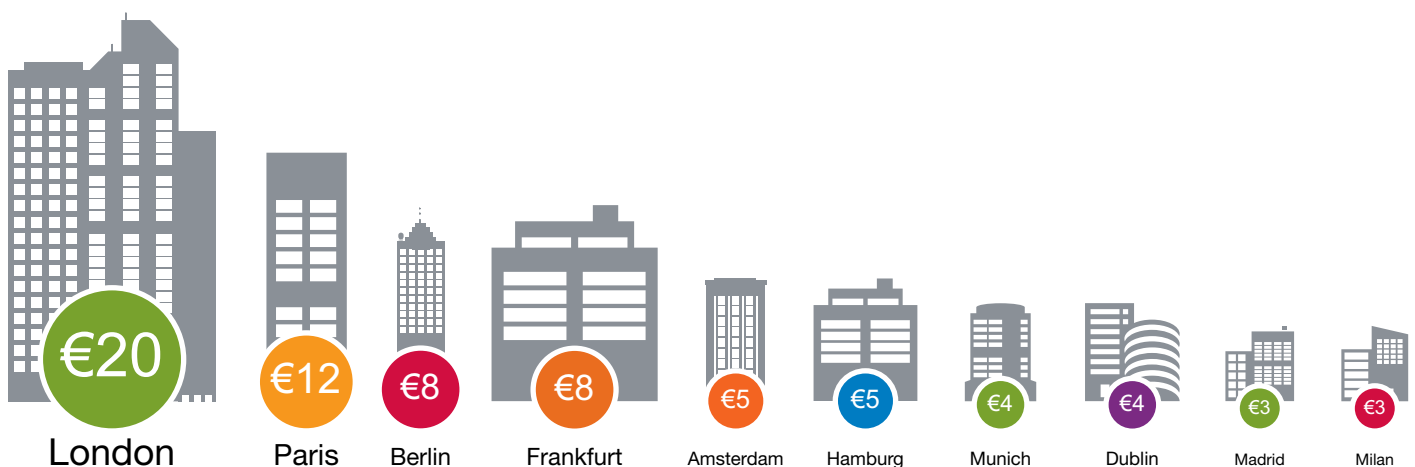 €20
€12
€8
€8
€5
€5
€4
€4
€3
€3
London
Paris
Berlin
Frankfurt
Amsterdam
Hamburg
Munich
Dublin
Madrid
Milan